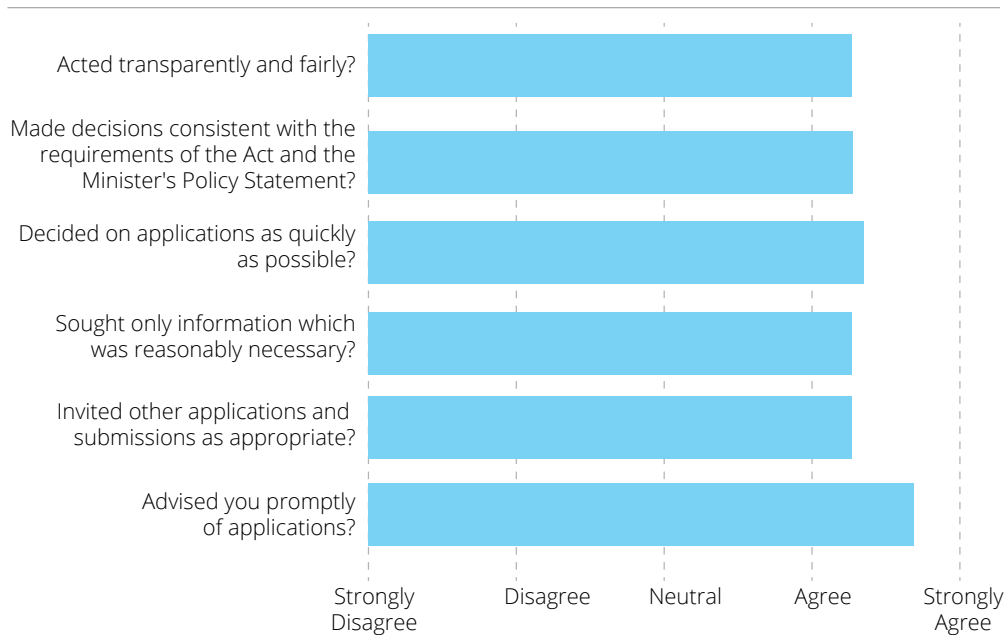 Acted transparently and fairly?
Made decisions consistent with the
requirements of the Act and the
Minister's Policy Statement?
Decided on applications as quickly
as possible?
Sought only information which
was reasonably necessary?
Invited other applications and
submissions as appropriate?
Advised you promptly
of applications?
Strongly
Disagree
Disagree
Neutral
Agree
Strongly
Agree